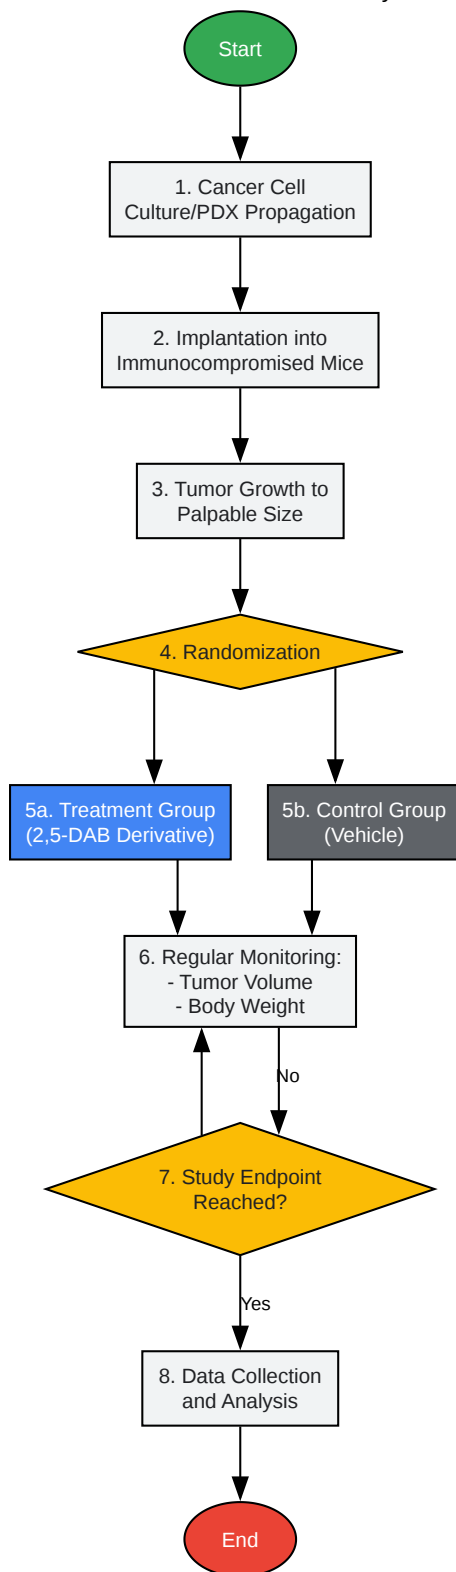 Start
1. Cancer Cell
Culture/PDX Propagation
2. Implantation into
Immunocompromised Mice
3. Tumor Growth to
Palpable Size
4. Randomization
5a. Treatment Group
(2,5-DAB Derivative)
5b. Control Group
(Vehicle)
6. Regular Monitoring:
- Tumor Volume
- Body Weight
No
7. Study Endpoint
Reached?
Yes
8. Data Collection
and Analysis
End